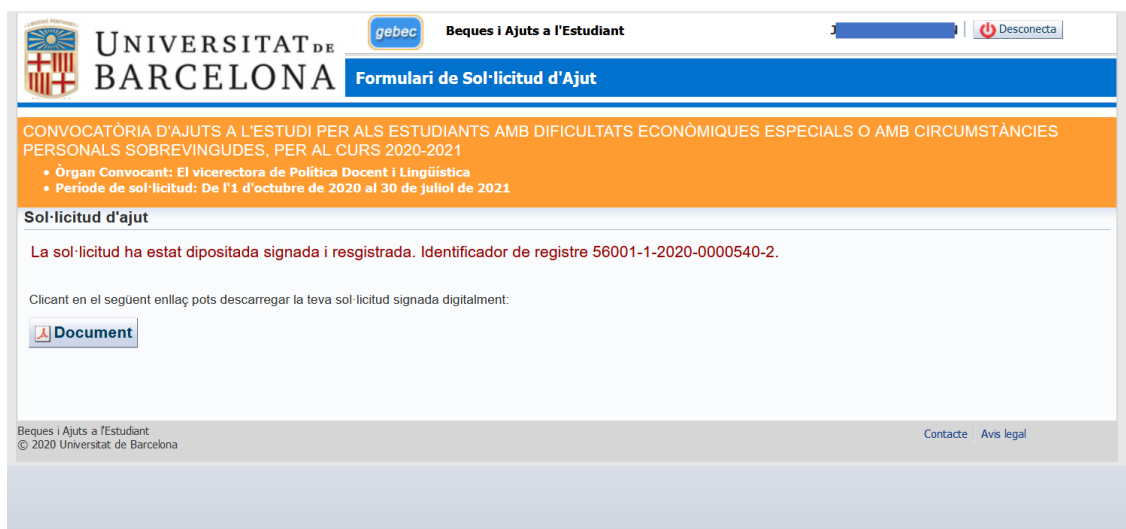 UNIVERSITAT DE
BARCELONA
gebec
Beques i Ajuts a l'Estudiant
Desconecta
Formulari de Sol·licitud d'Ajut
CONVOCATÒRIA D'AJUTS A L'ESTUDI PER ALS ESTUDIANTS AMB DIFICULTATS ECONÒMIQUES ESPECIALS O AMB CIRCUMSTÀNCIES
PERSONALS SOBREVINGUDES, PER AL CURS 2020-2021
• Òrgan Convocant: El vicerectora de Política Docent i Lingüística
• Període de sol·licitud: De l'1 d'octubre de 2020 al 30 de juliol de 2021
Sol·licitud d'ajut
La sol·licitud ha estat dipositada signada i resgistrada. Identificador de registre 56001-1-2020-0000540-2.
Clicant en el següent enllaç pots descarregar la teva sol·licitud signada digitalment:
Document
Beques i Ajuts a l'Estudiant
© 2020 Universitat de Barcelona
Contacte
Avis legal